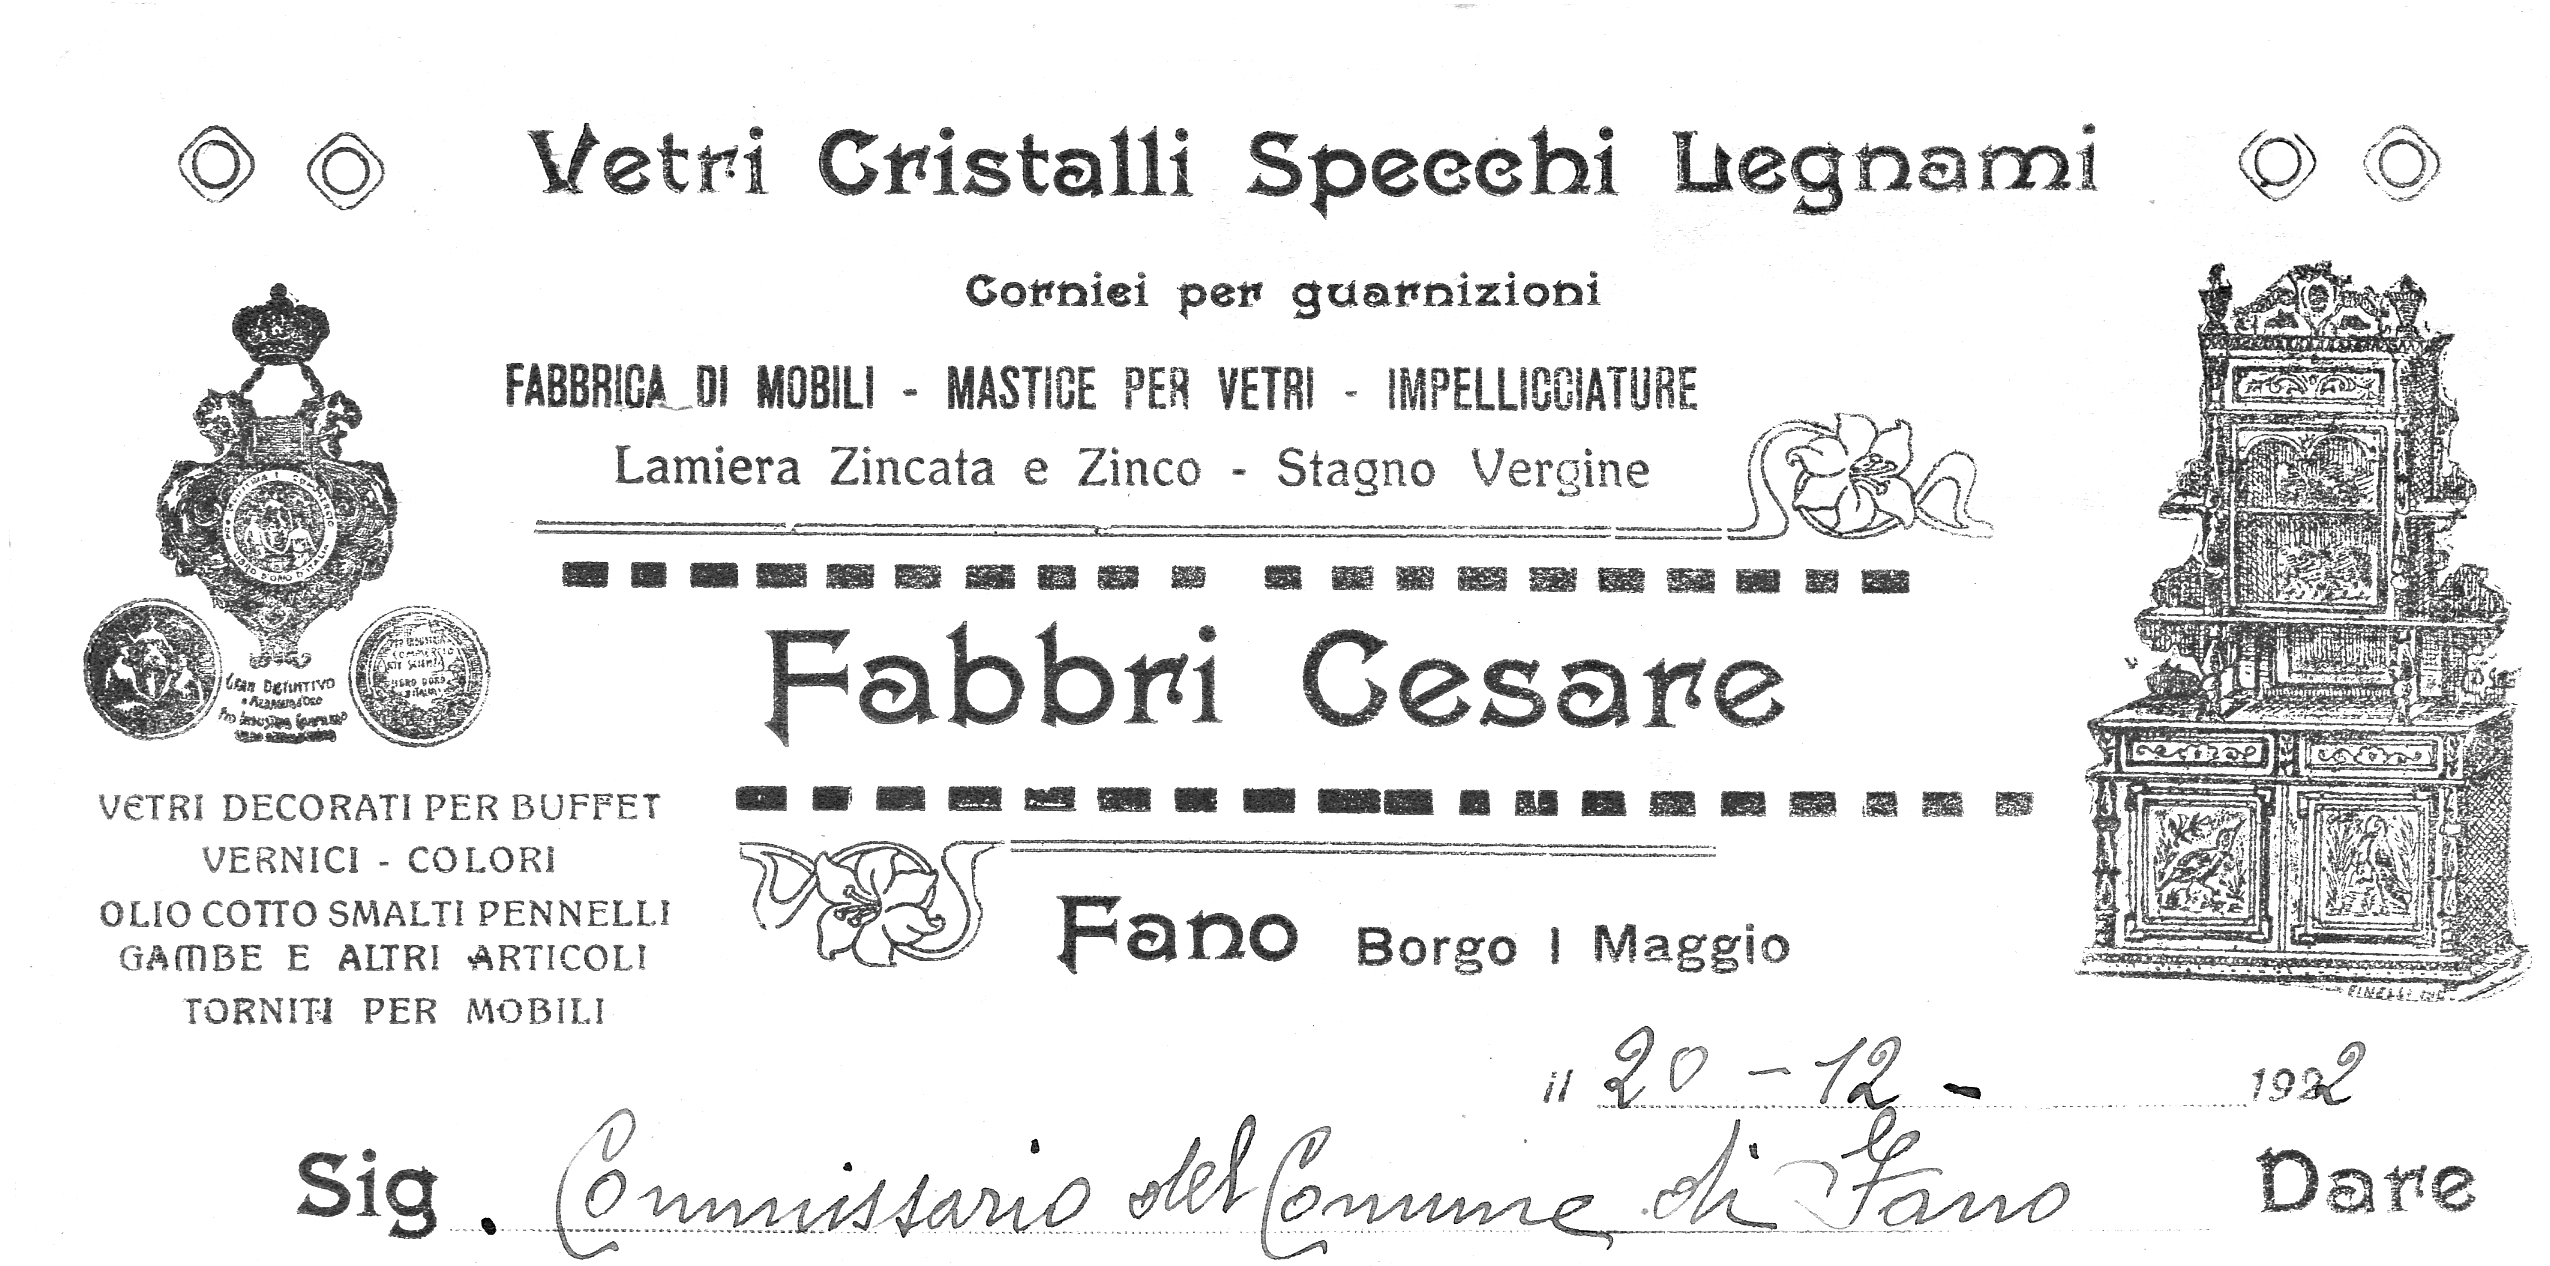 Vetri Cristalli Specchi Legnami
Cornici per guarnizioni
FABBRICA DI MOBILI - MASTICE PER VETRI - IMPELLICCIATURE
Lamiera Zincata e Zinco - Stagno Vergine
Fabbri Cesare
VETRI DECORATI PER BUFFET
VERNICI - COLORI
OLIO COTTO SMALTI PENNELLI
GAMBE E ALTRI ARTICOLI
TORNITI PER MOBILI
Fano Borgo I Maggio
il 20 - 12 - 1922
Sig. Commissario del Comune di Fano Dare